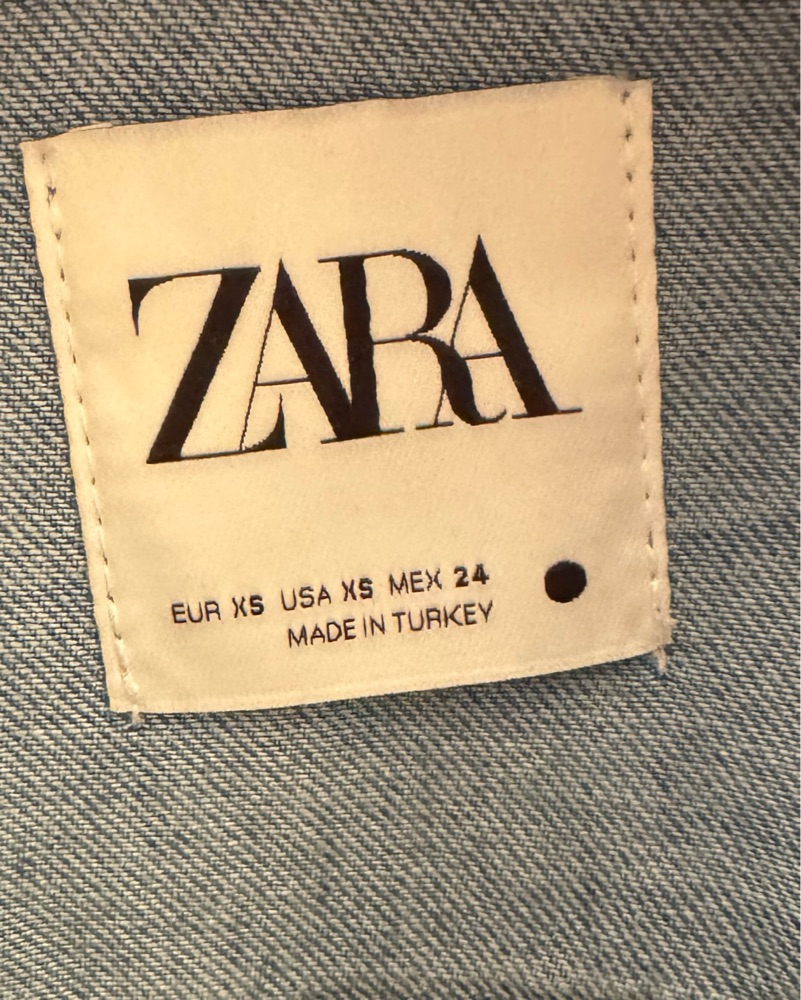 ZARA
EUR XS USA XS MEX 24
MADE IN TURKEY